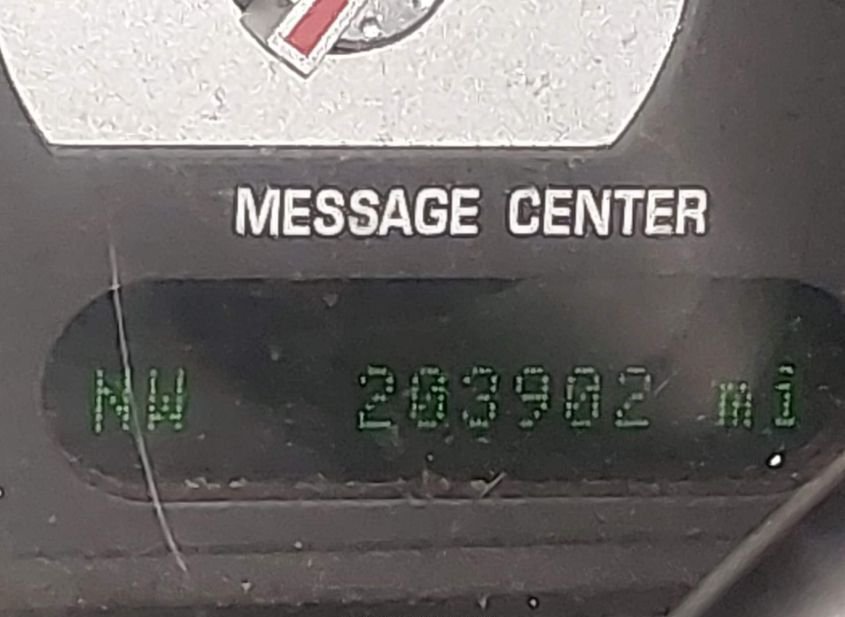 MESSAGE CENTER
NW 203902 mi